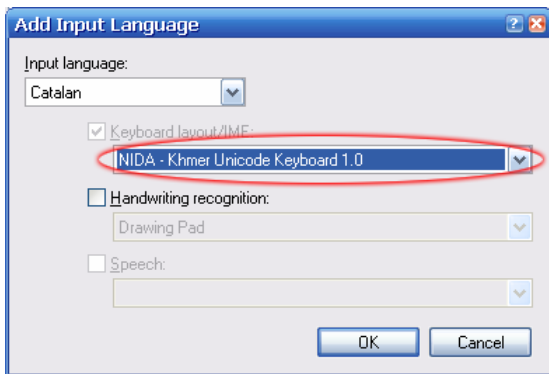 Add Input Language
Input language:
Catalan
Keyboard layout/IME:
NIDA - Khmer Unicode Keyboard 1.0
Handwriting recognition:
Drawing Pad
Speech:
OK Cancel